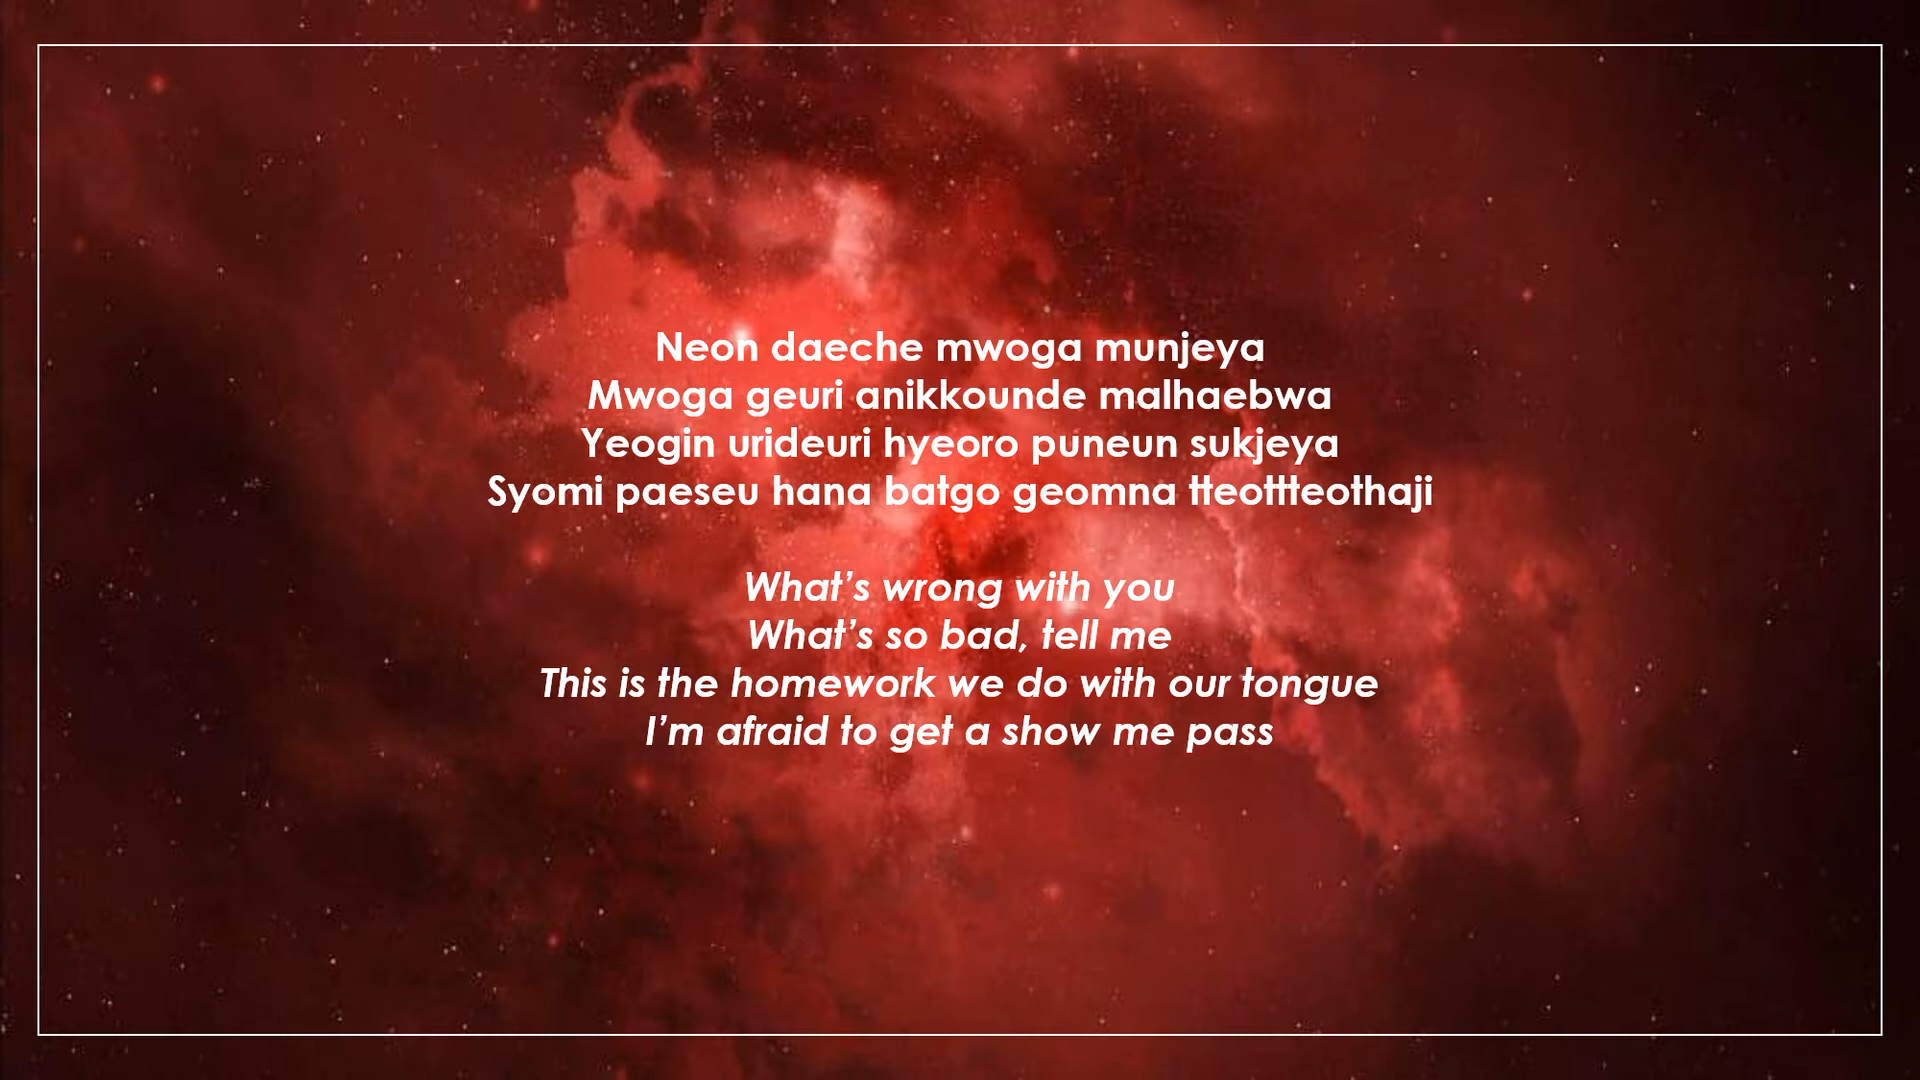 Neon daeche mwoga munjeya
Mwoga geuri anikkounde malhaebwa
Yeogin urideuri hyeoro puneun sukjeya
Syomi paeseu hana batgo geomna tteottteothaji
What’s wrong with you
What’s so bad, tell me
This is the homework we do with our tongue
I’m afraid to get a show me pass